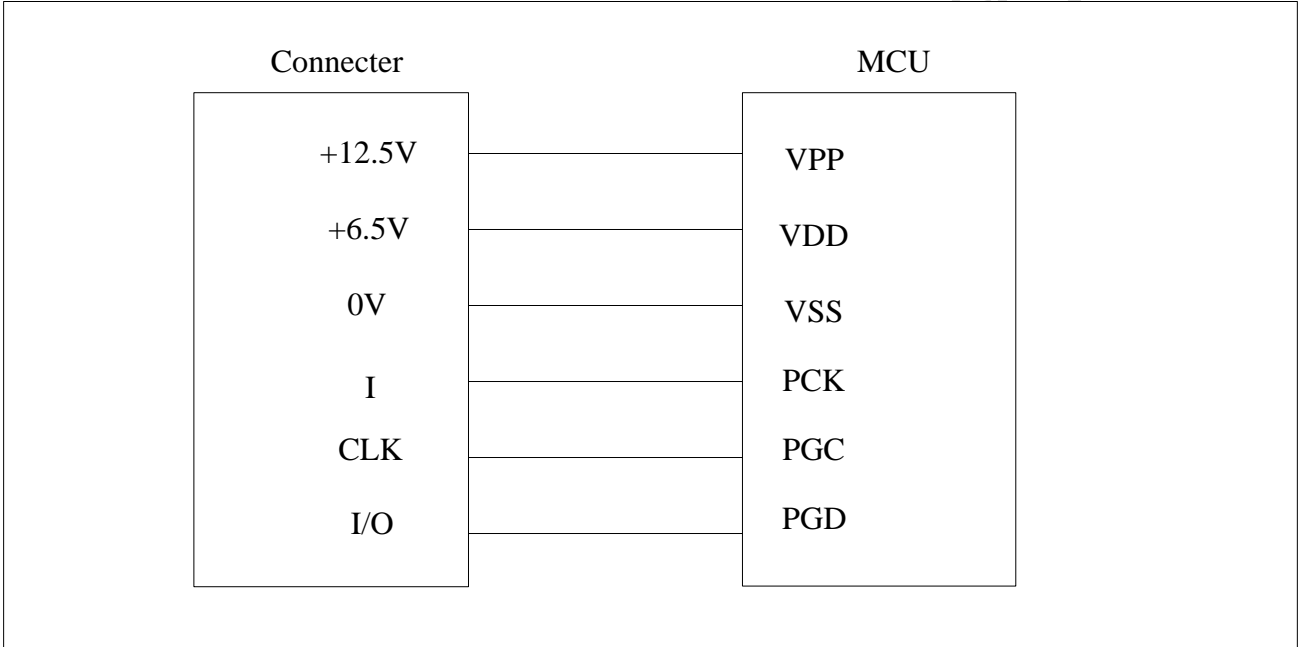 Connecter MCU
+12.5V VPP
+6.5V VDD
0V VSS
I PCK
CLK PGC
I/O PGD